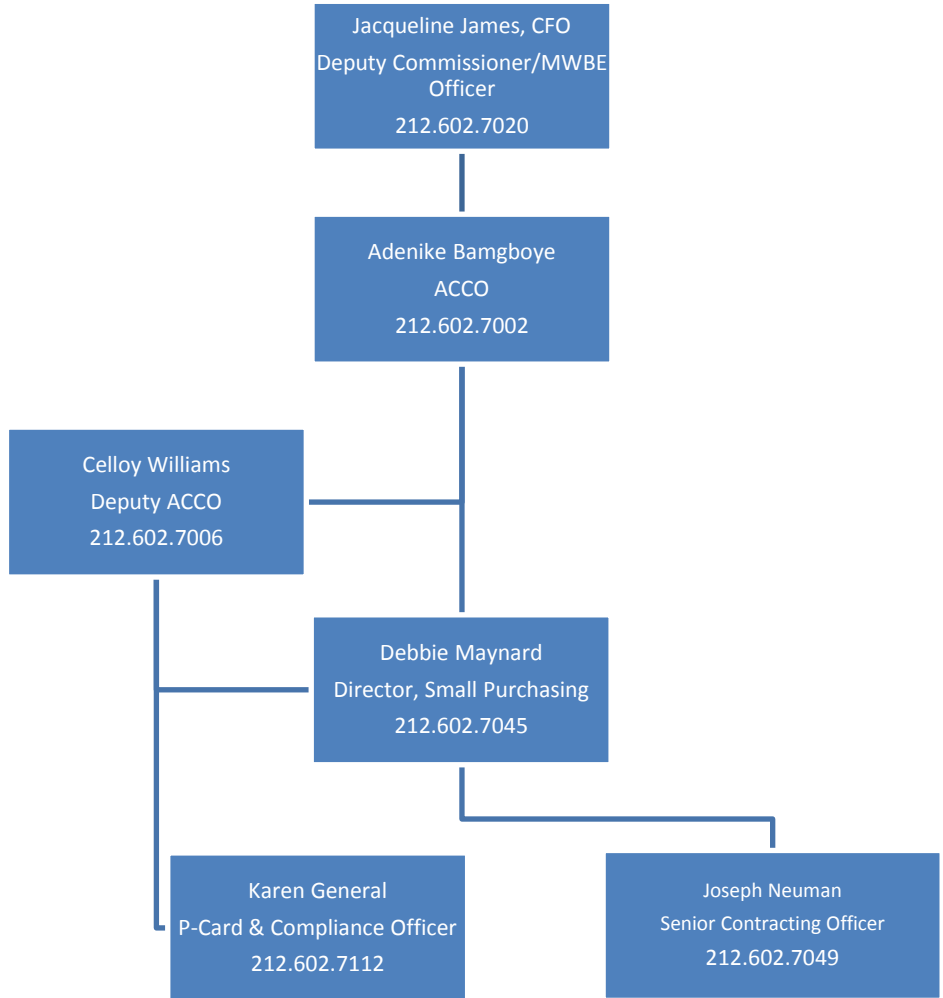 Jacqueline James, CFO
Deputy Commissioner/MWBE
Officer
212.602.7020
Adenike Bamgboye
ACCO
212.602.7002
Celloy Williams
Deputy ACCO
212.602.7006
Debbie Maynard
Director, Small Purchasing
212.602.7045
Karen General
P-Card & Compliance Officer
212.602.7112
Joseph Neuman
Senior Contracting Officer
212.602.7049